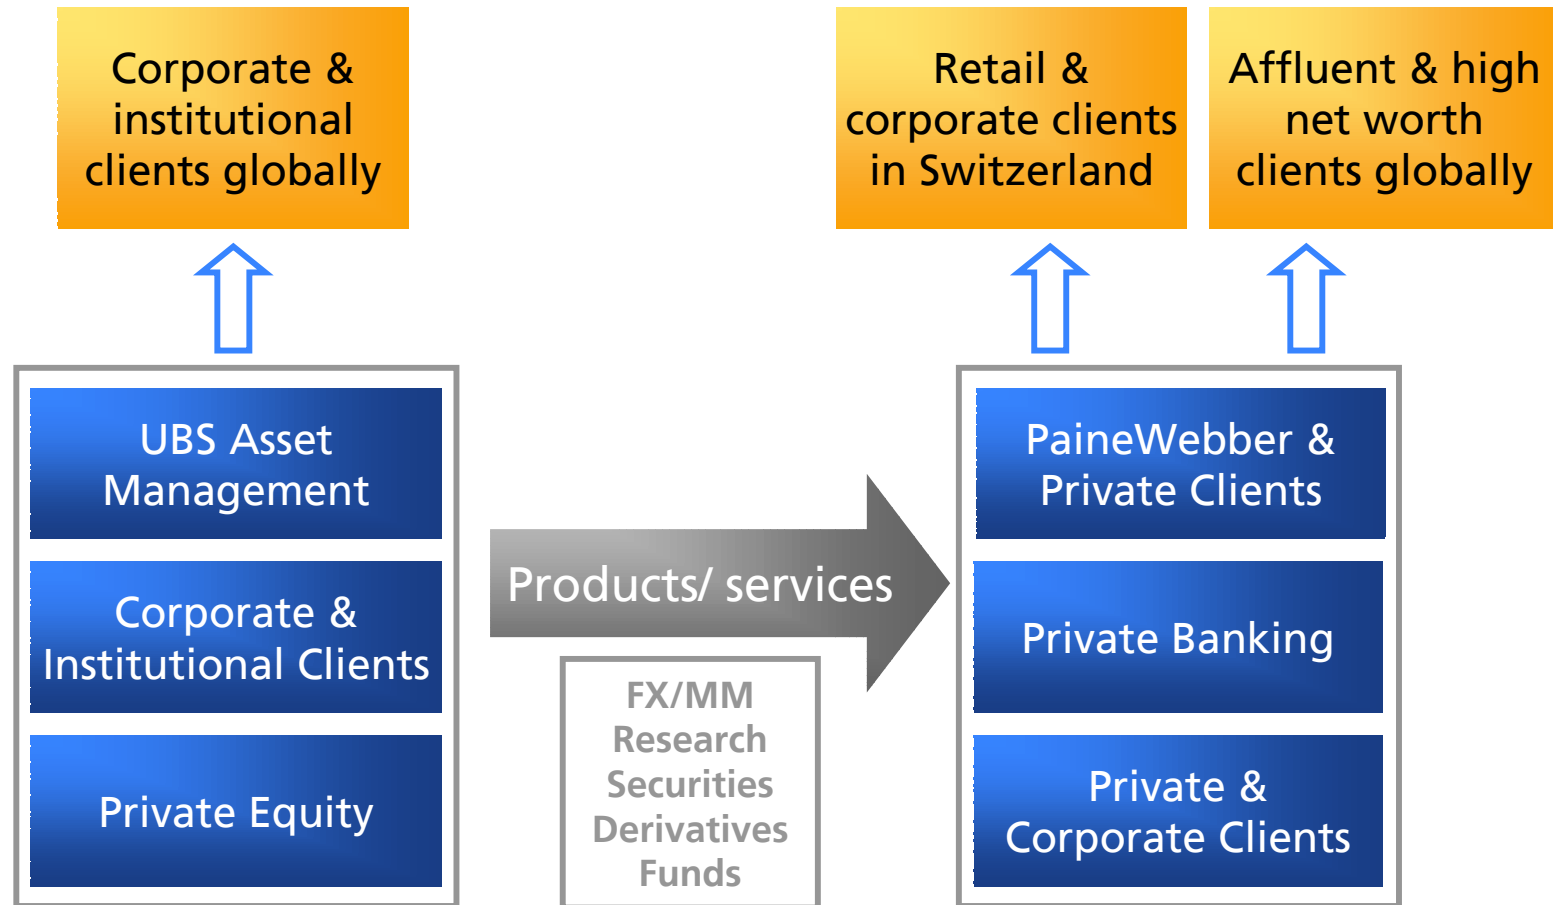 Corporate &
institutional
clients globally
Retail &
corporate clients
in Switzerland
Affluent & high
net worth
clients globally
UBS Asset
Management
Corporate &
Institutional Clients
Private Equity
Products/ services
FX/MM
Research
Securities
Derivatives
Funds
PaineWebber &
Private Clients
Private Banking
Private &
Corporate Clients